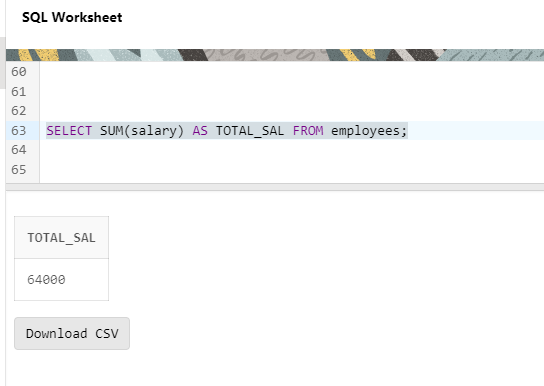 SQL Worksheet
60
61
62
63 SELECT SUM(salary) AS TOTAL_SAL FROM employees;
64
65
TOTAL_SAL
64000
Download CSV